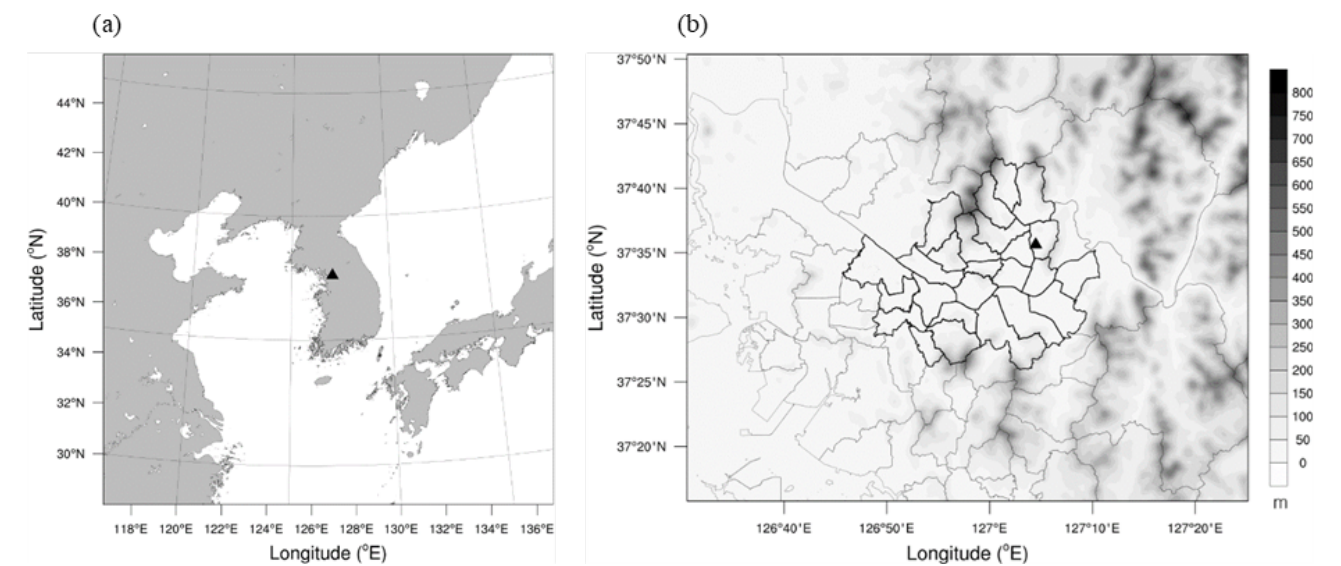 (a)
(b)
44°N
42°N
40°N
38°N
36°N
34°N
32°N
30°N
Latitude (°N)
118°E 120°E 122°E 124°E 126°E 128°E 130°E 132°E 134°E 136°E
Longitude (°E)
37°50'N
37°45'N
37°40'N
37°35'N
37°30'N
37°25'N
37°20'N
Latitude (°N)
126°40'E 126°50'E 127°E 127°10'E 127°20'E
Longitude (°E)
800
750
700
650
600
550
500
450
400
350
300
250
200
150
100
50
0
m